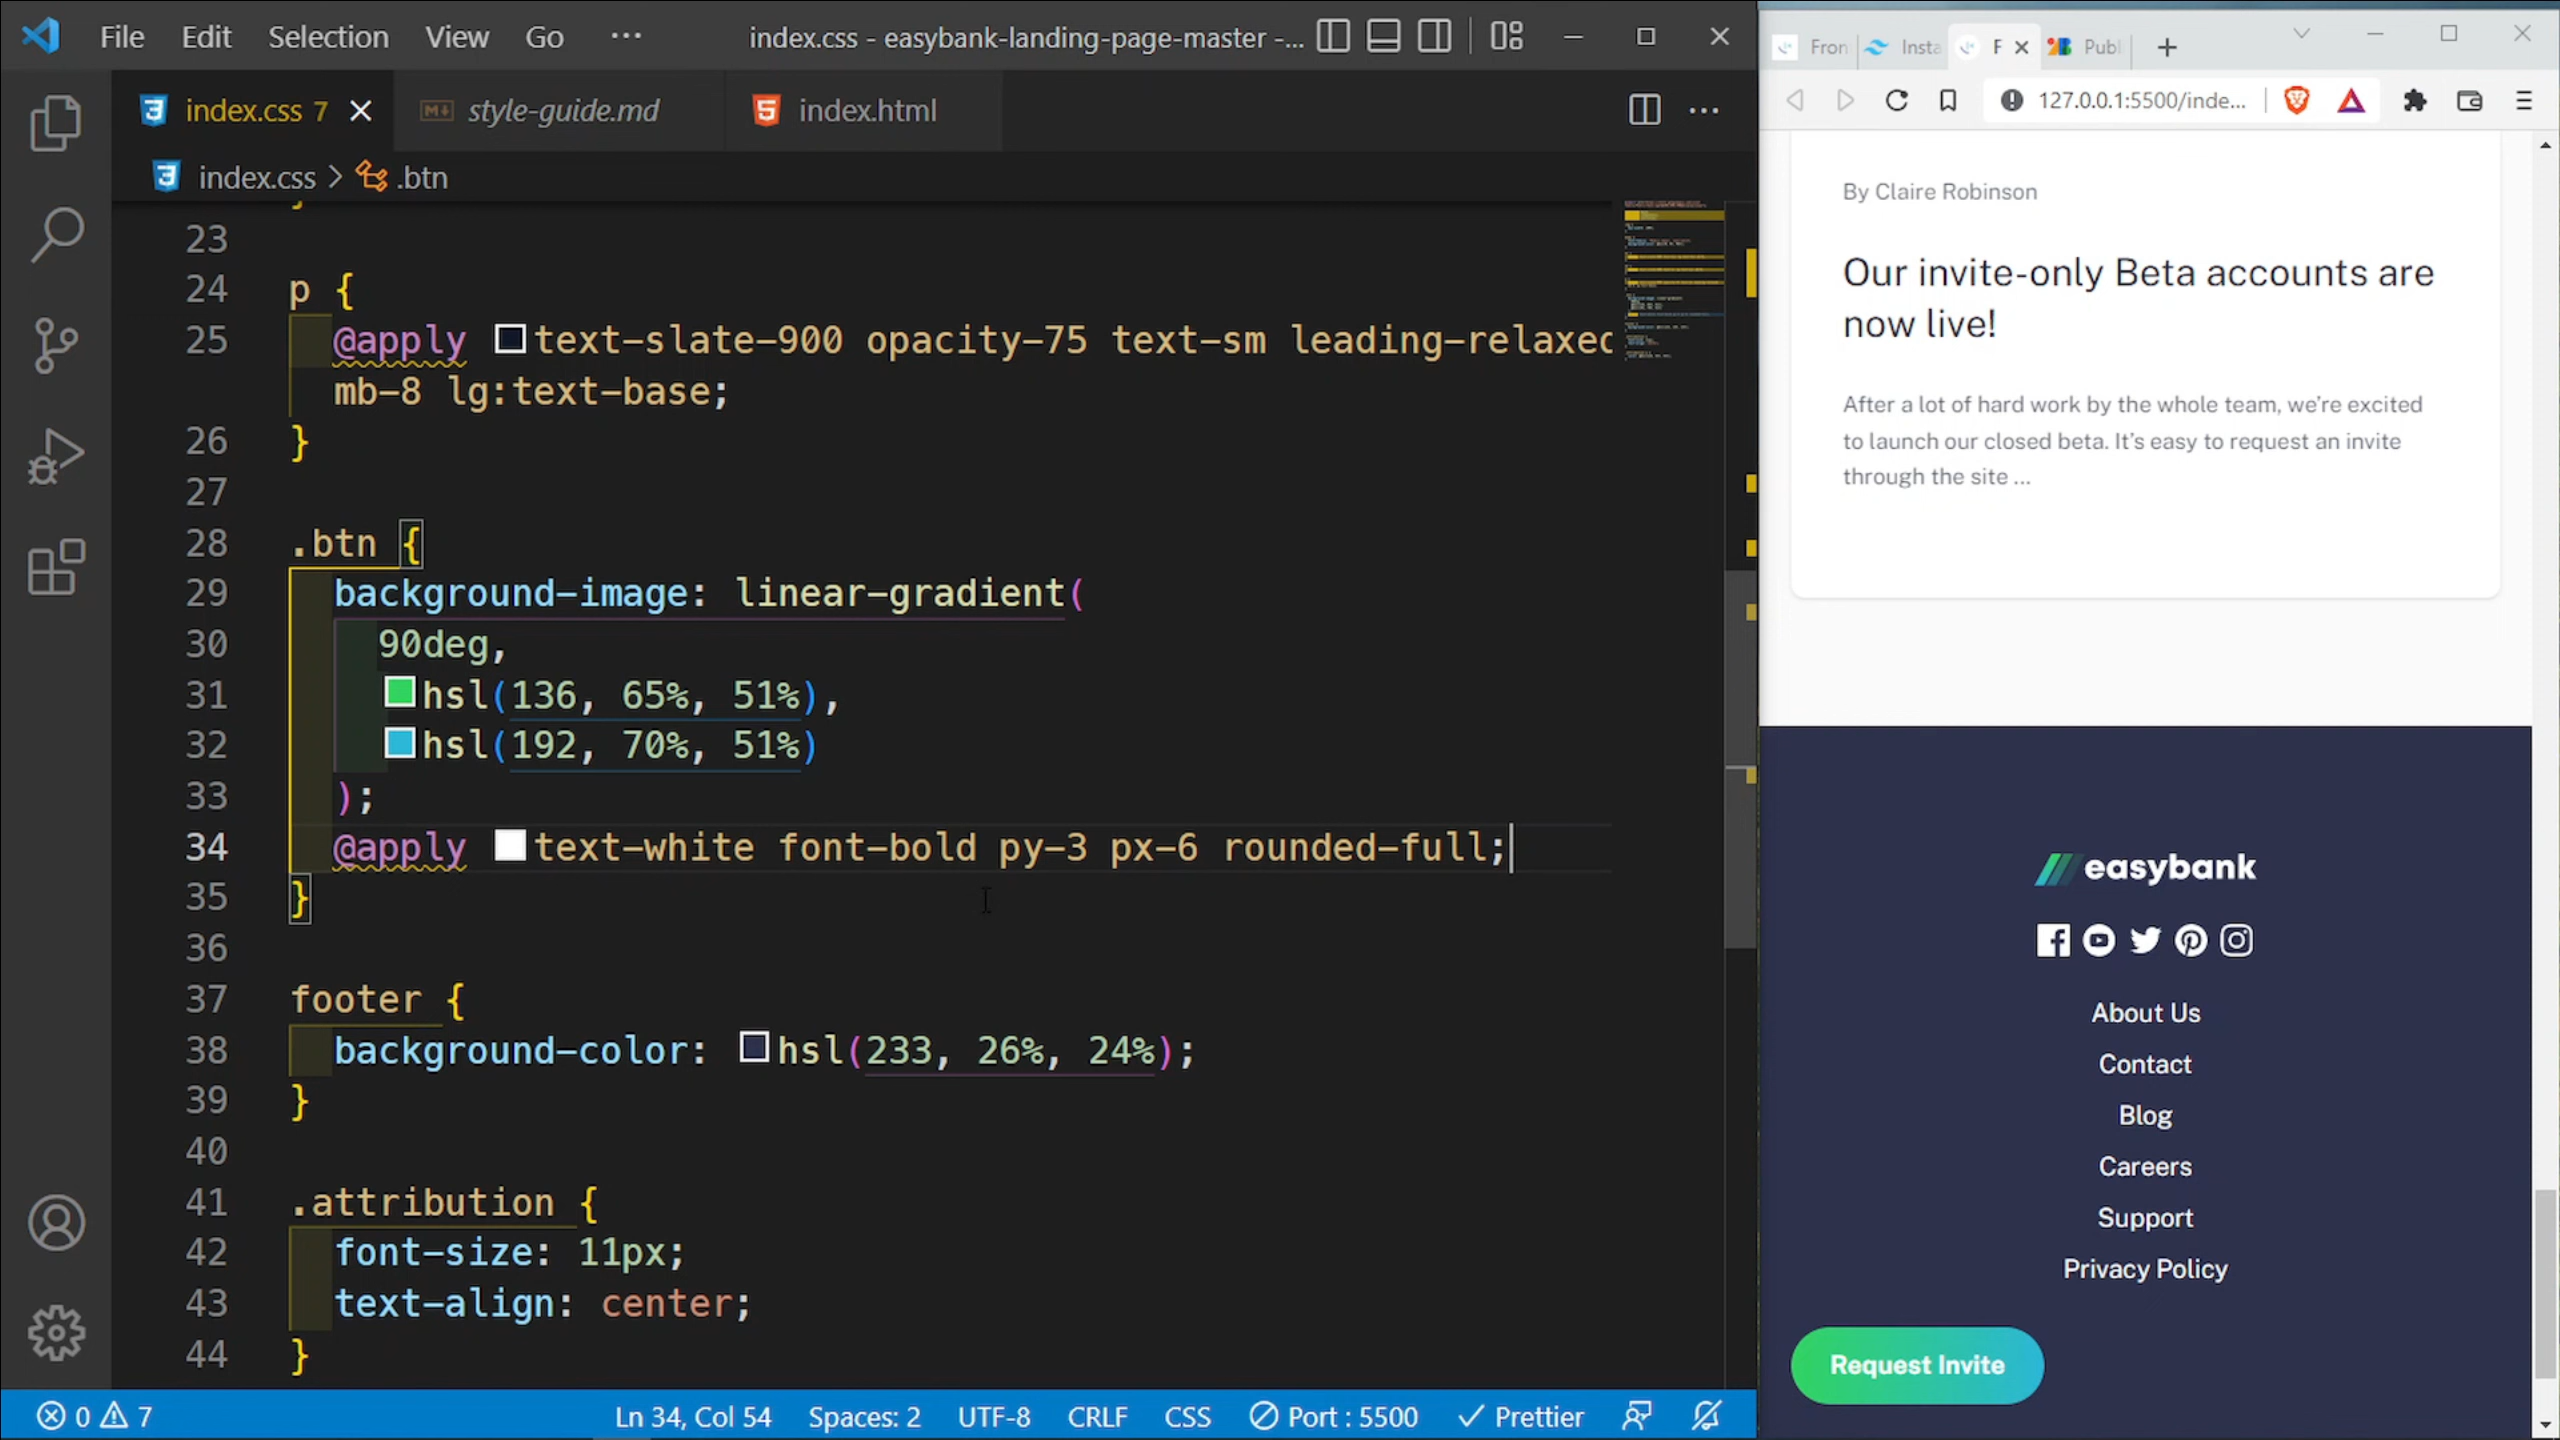 File Edit Selection View Go ··· index.css - easybank-landing-page-master -...
index.css 7 style-guide.md index.html
index.css > .btn
}
23
24 p {
25 @apply text-slate-900 opacity-75 text-sm leading-relaxed
mb-8 lg:text-base;
26 }
27
28 .btn {
29 background-image: linear-gradient(
30 90deg,
31 hsl(136, 65%, 51%),
32 hsl(192, 70%, 51%)
33 );
34 @apply text-white font-bold py-3 px-6 rounded-full;
35 }
36
37 footer {
38 background-color: hsl(233, 26%, 24%);
39 }
40
41 .attribution {
42 font-size: 11px;
43 text-align: center;
44 }
0 7 Ln 34, Col 54 Spaces: 2 UTF-8 CRLF CSS Port : 5500 Prettier
Fron Insta F Publ
127.0.0.1:5500/inde...
By Claire Robinson
Our invite-only Beta accounts are
now live!
After a lot of hard work by the whole team, we’re excited
to launch our closed beta. It’s easy to request an invite
through the site ...
easybank
About Us
Contact
Blog
Careers
Support
Privacy Policy
Request Invite